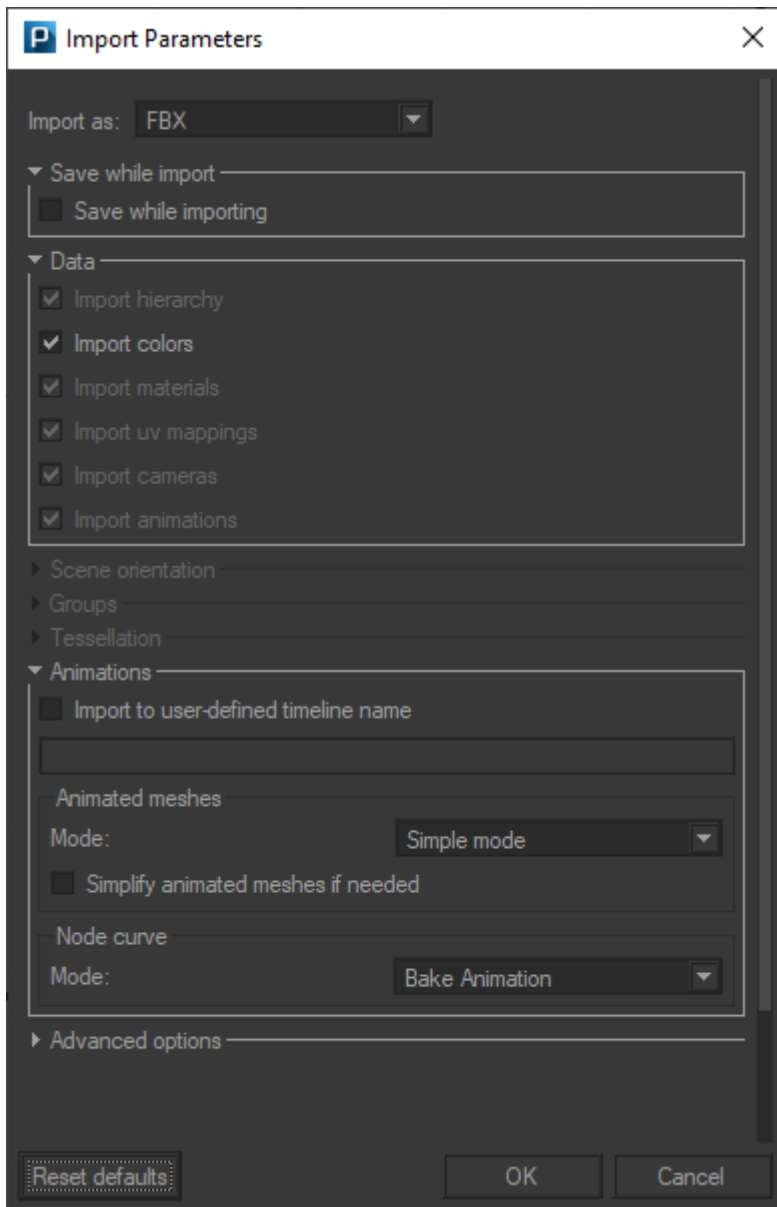 P Import Parameters
Import as: FBX
Save while import
Save while importing
Data
Import hierarchy
Import colors
Import materials
Import uv mappings
Import cameras
Import animations
Scene orientation
Groups
Tessellation
Animations
Import to user-defined timeline name
Animated meshes
Mode: Simple mode
Simplify animated meshes if needed
Node curve
Mode: Bake Animation
Advanced options
Reset defaults OK Cancel